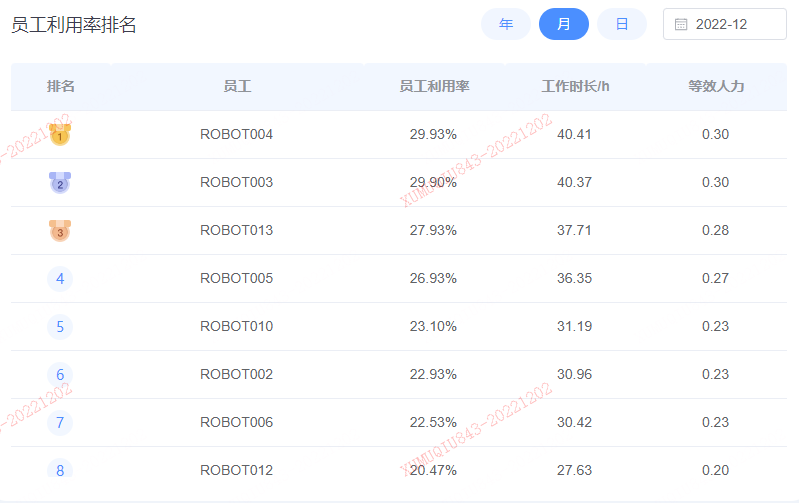 员工利用率排名 年 月 日 2022-12
排名 员工 员工利用率 工作时长/h 等效人力
1 ROBOT004 29.93% 40.41 0.30
2 ROBOT003 29.90% 40.37 0.30
3 ROBOT013 27.93% 37.71 0.28
4 ROBOT005 26.93% 36.35 0.27
5 ROBOT010 23.10% 31.19 0.23
6 ROBOT002 22.93% 30.96 0.23
7 ROBOT006 22.53% 30.42 0.23
8 ROBOT012 20.47% 27.63 0.20
3-20221202
XUMUQIU843-20221202
3-20221202
XUMUQIU843-20221202